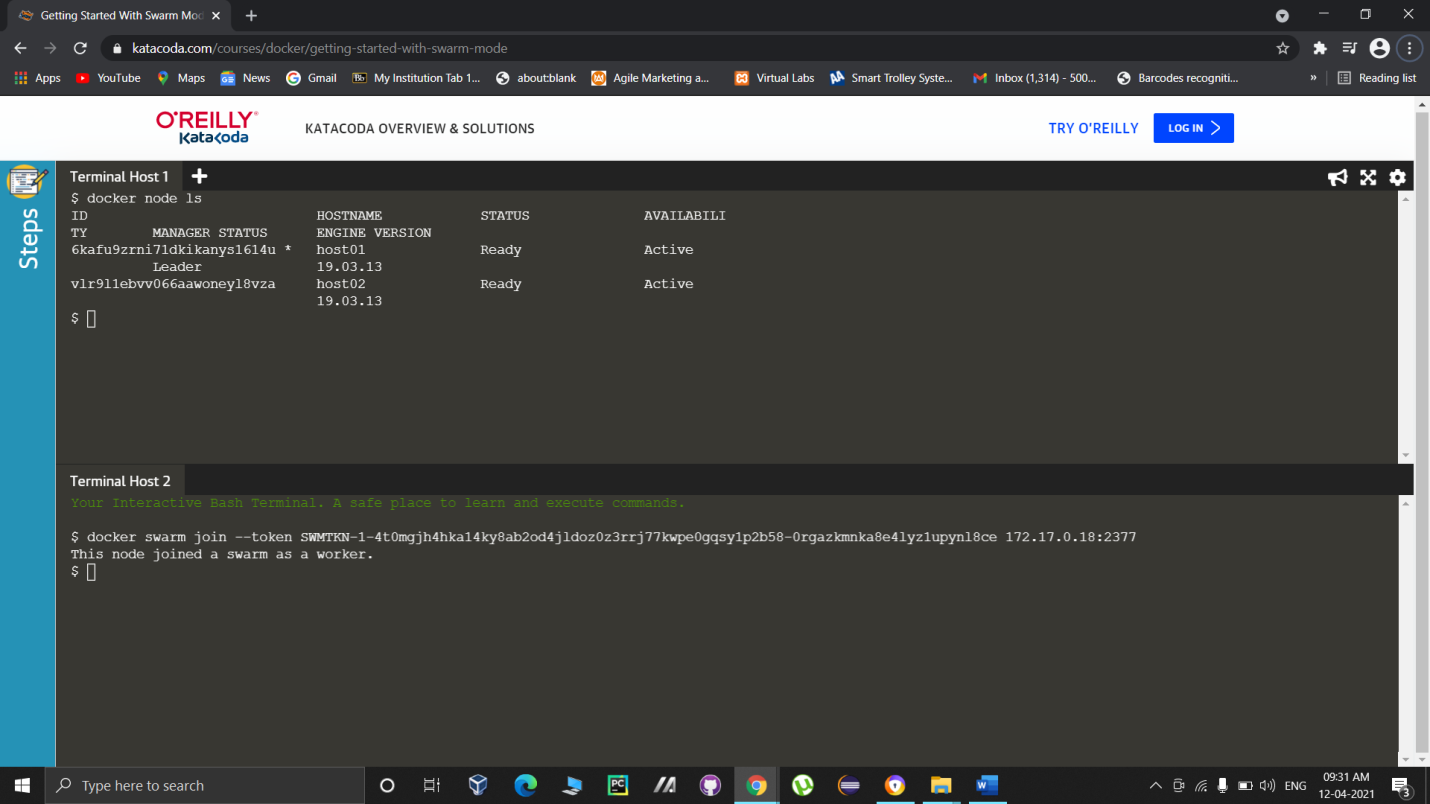 Getting Started With Swarm Mod
katacoda.com/courses/docker/getting-started-with-swarm-mode
Apps YouTube Maps News Gmail My Institution Tab 1... about:blank Agile Marketing a... Virtual Labs Smart Trolley Syste... Inbox (1,314) - 500... Barcodes recogniti... » Reading list
O'REILLY
Katacoda
KATACODA OVERVIEW & SOLUTIONS
TRY O'REILLY
LOG IN
Steps
Terminal Host 1
$ docker node ls
ID HOSTNAME STATUS AVAILABILI
TY MANAGER STATUS ENGINE VERSION
6kafu9zrni71dkikanys1614u * host01 Ready Active
Leader 19.03.13
vlr9l1ebvv066aawoneyl8vza host02 Ready Active
19.03.13
$
Terminal Host 2
Your Interactive Bash Terminal. A safe place to learn and execute commands.
$ docker swarm join --token SWMTKN-1-4t0mgjh4hka14ky8ab2od4jldoz0z3rrj77kwpe0gqsy1p2b58-0rgazkmnka8e4lyz1upynl8ce 172.17.0.18:2377
This node joined a swarm as a worker.
$
Type here to search
PC
W
ENG
09:31 AM
12-04-2021
3